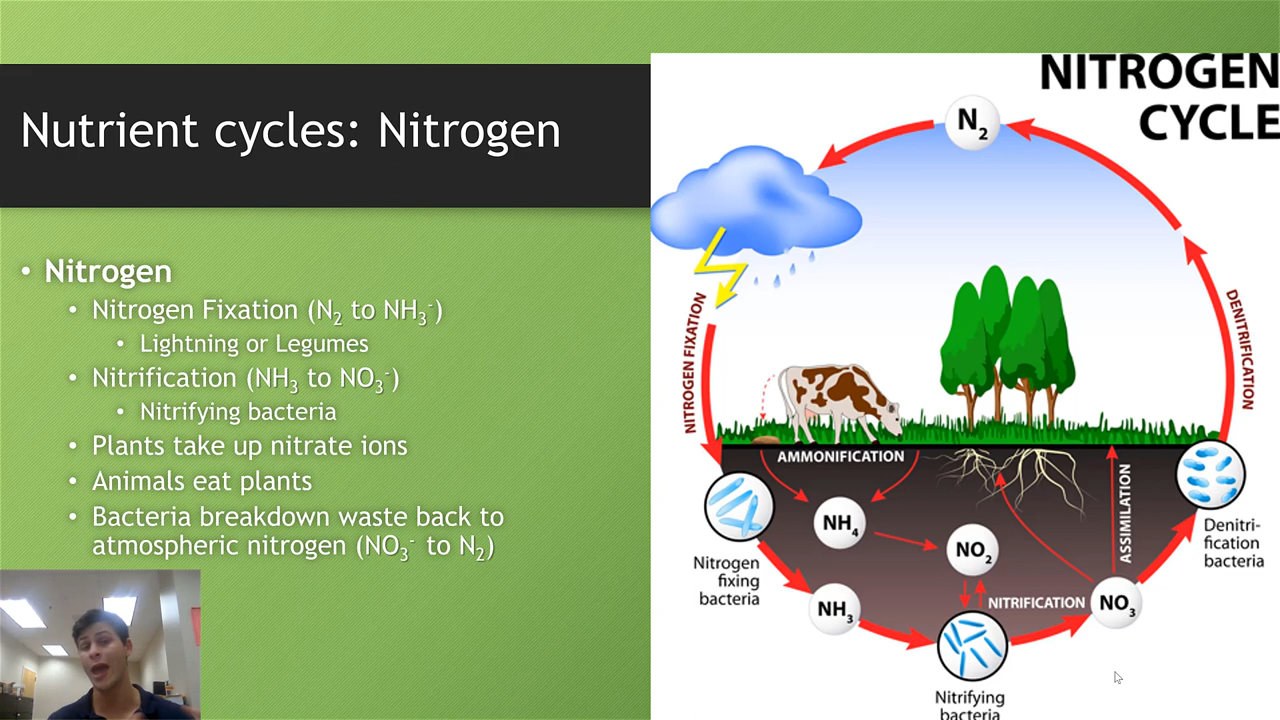 Nutrient cycles: Nitrogen
• Nitrogen
• Nitrogen Fixation (N₂ to NH₃⁻)
• Lightning or Legumes
• Nitrification (NH₃ to NO₃⁻)
• Nitrifying bacteria
• Plants take up nitrate ions
• Animals eat plants
• Bacteria breakdown waste back to
atmospheric nitrogen (NO₃⁻ to N₂)
NITROGEN
CYCLE
N₂
NITROGEN FIXATION
DENITRIFICATION
AMMONIFICATION
NH₄
NO₂
ASSIMILATION
Denitri-
fication
bacteria
Nitrogen
fixing
bacteria
NH₃
NITRIFICATION
NO₃
Nitrifying
bacteria